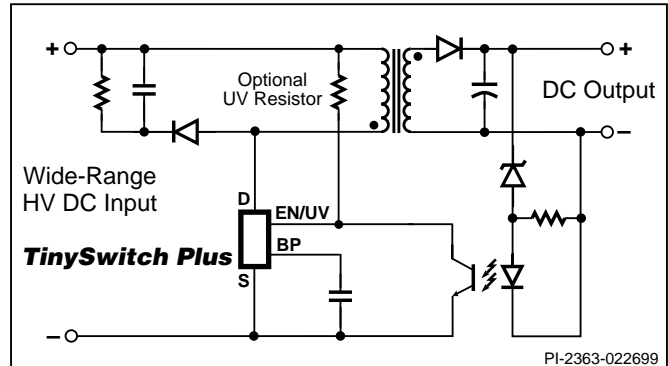 +
+
Optional
UV Resistor
DC Output
–
Wide-Range
HV DC Input
D
EN/UV
BP
TinySwitch Plus
S
–
PI-2363-022699